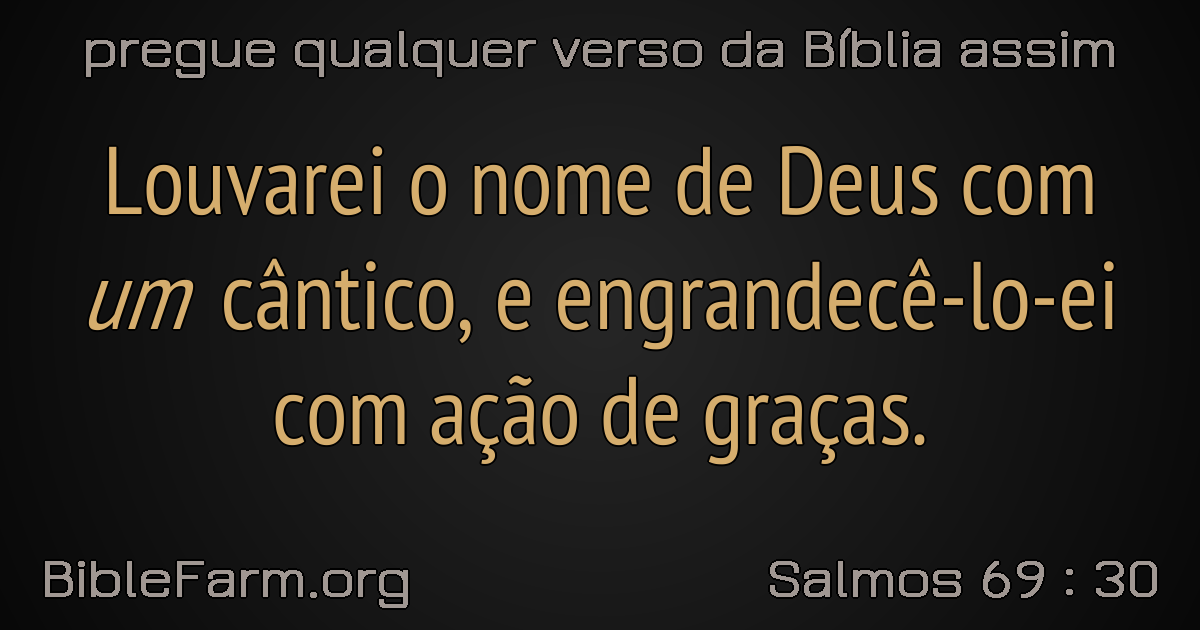 pregue qualquer verso da Bíblia assim
Louvarei o nome de Deus com
um cântico, e engrandecê-lo-ei
com ação de graças.
BibleFarm.org
Salmos 69 : 30